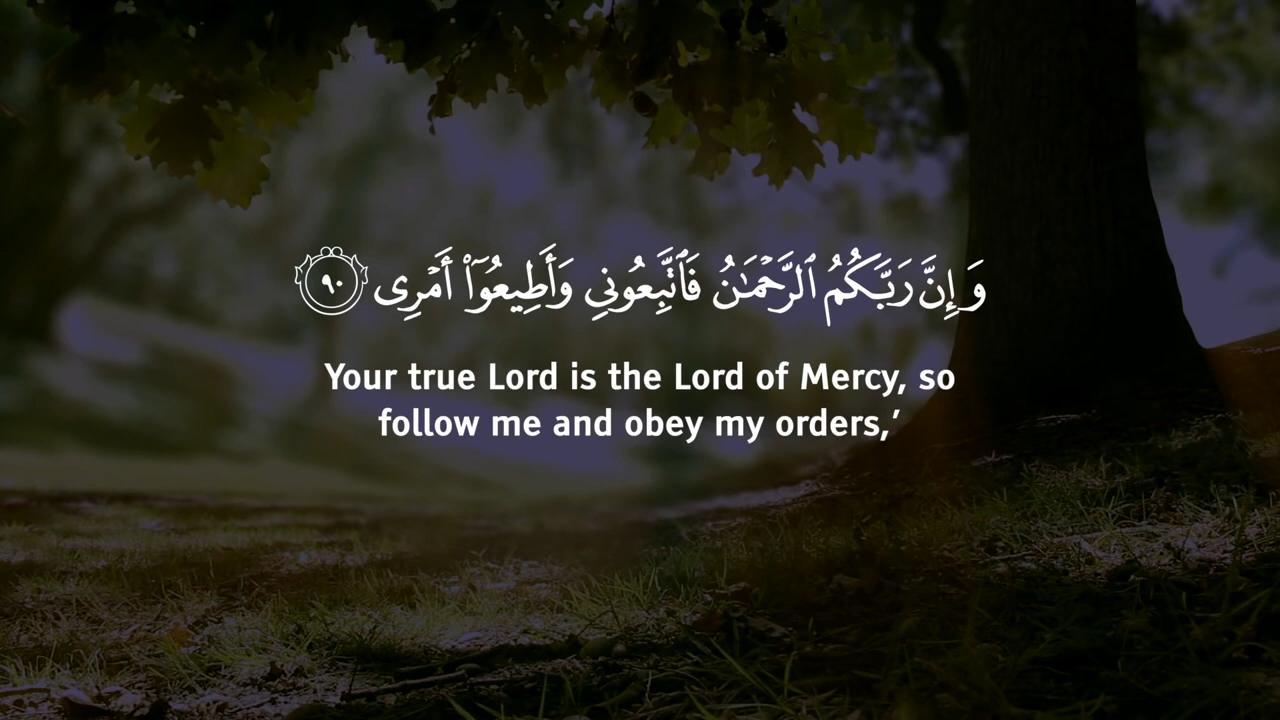 وَإِنَّ رَبَّكُمُ ٱلرَّحْمَـٰنُ فَٱتَّبِعُونِى وَأَطِيعُوٓا۟ أَمْرِى ٩٠
Your true Lord is the Lord of Mercy, so
follow me and obey my orders,’